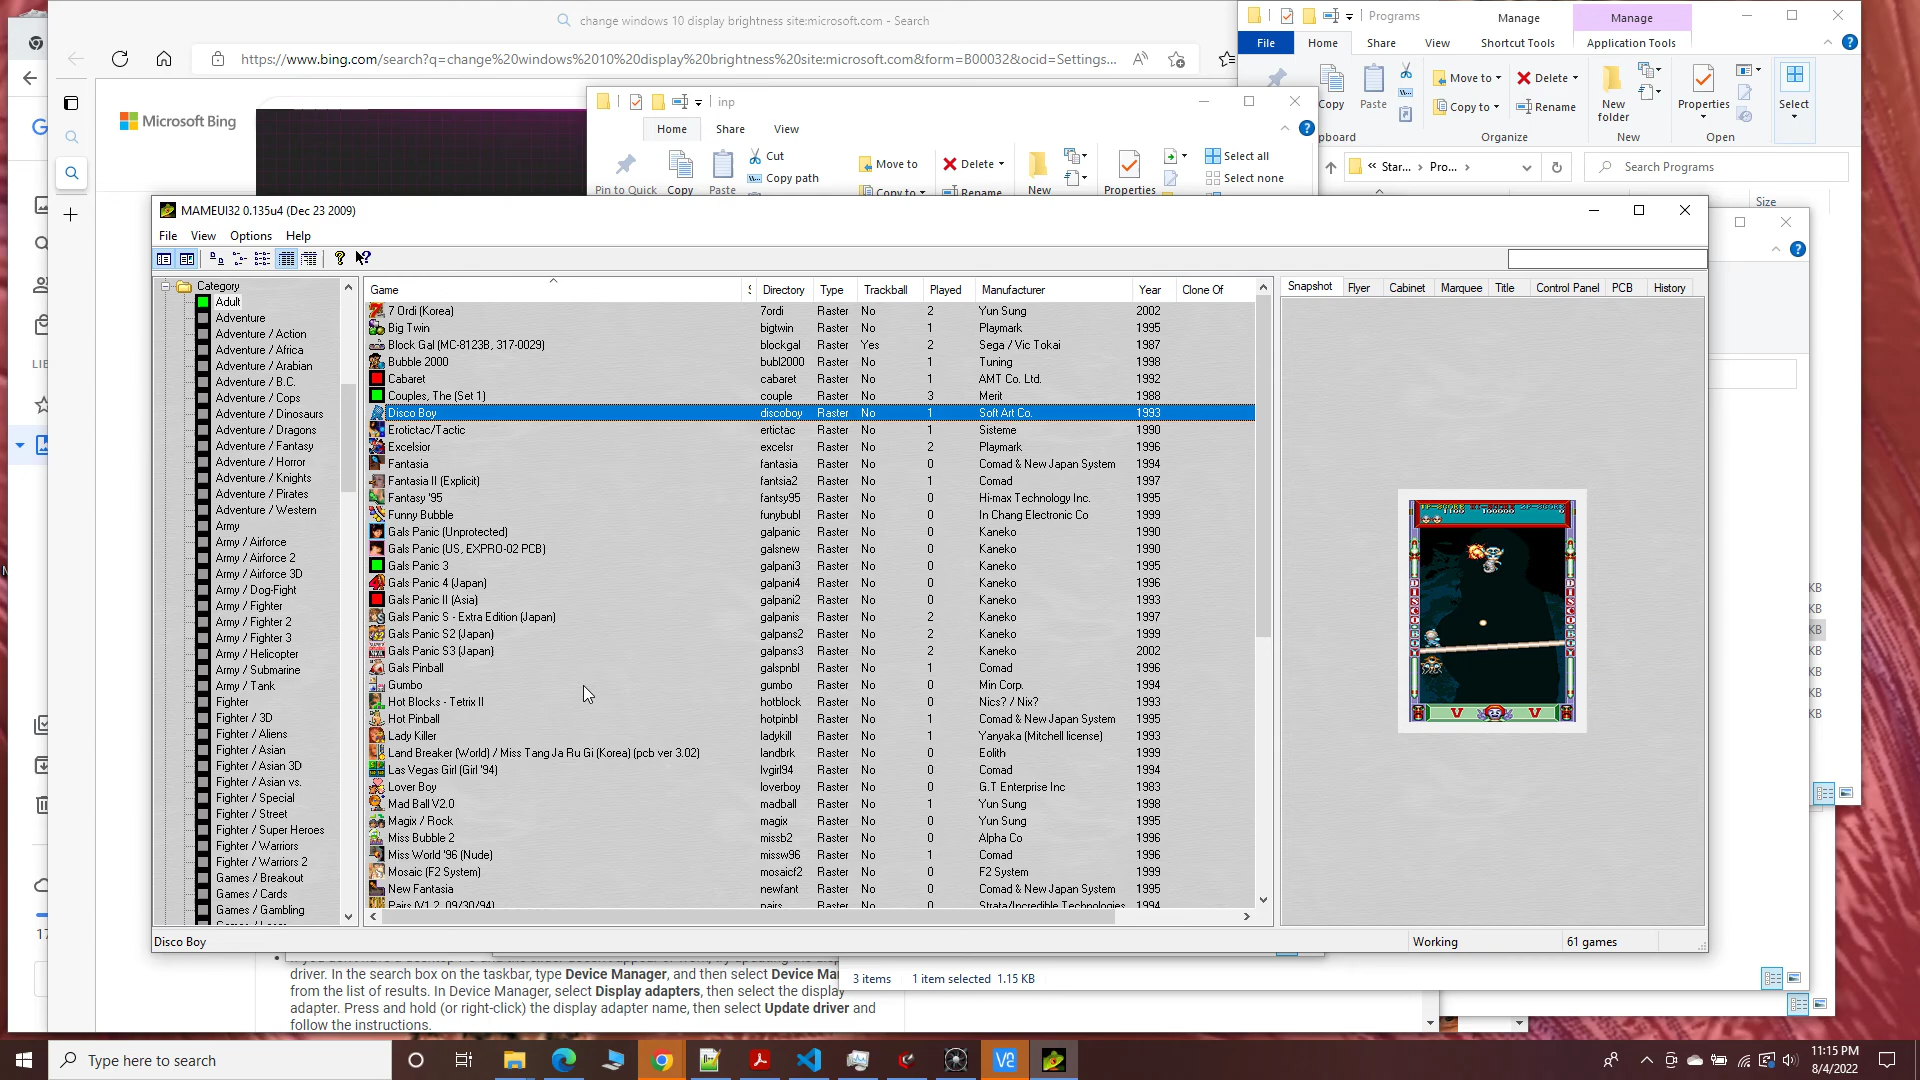 change windows 10 display brightness site:microsoft.com - Search
https://www.bing.com/search?q=change%20windows%2010%20display%20brightness%20site:microsoft.com&form=B00032&ocid=Settings...
Microsoft Bing
Programs
Manage
Manage
File
Home
Share
View
Shortcut Tools
Application Tools
Copy
Paste
Move to
Copy to
Delete
Rename
New folder
Properties
Select
Organize
New
Open
Star...
Pro...
Search Programs
Size
inp
Home
Share
View
Pin to Quick
Copy
Paste
Cut
Copy path
Move to
Copy to
Delete
Rename
New
Properties
Select all
Select none
MAMEUI32 0.135u4 (Dec 23 2009)
File View Options Help
Category
Adult
Adventure
Adventure / Action
Adventure / Africa
Adventure / Arabian
Adventure / B.C.
Adventure / Cops
Adventure / Dinosaurs
Adventure / Dragons
Adventure / Fantasy
Adventure / Horror
Adventure / Knights
Adventure / Pirates
Adventure / Western
Army
Army / Airforce
Army / Airforce 2
Army / Airforce 3D
Army / Dog-Fight
Army / Fighter
Army / Fighter 2
Army / Fighter 3
Army / Helicopter
Army / Submarine
Army / Tank
Fighter
Fighter / 3D
Fighter / Aliens
Fighter / Asian
Fighter / Asian 3D
Fighter / Asian vs.
Fighter / Special
Fighter / Street
Fighter / Super Heroes
Fighter / Warriors
Fighter / Warriors 2
Games / Breakout
Games / Cards
Games / Gambling
Game Directory Type Trackball Played Manufacturer Year Clone Of
7 Ordi (Korea) 7ordi Raster No 2 Yun Sung 2002
Big Twin bigtwin Raster No 1 Playmark 1995
Block Gal (MC-8123B, 317-0029) blockgal Raster Yes 2 Sega / Vic Tokai 1987
Bubble 2000 bubl2000 Raster No 1 Tuning 1998
Cabaret cabaret Raster No 1 AMT Co. Ltd. 1992
Couples, The (Set 1) couple Raster No 3 Merit 1988
Disco Boy discoboy Raster No 1 Soft Art Co. 1993
Erotictac/Tactic ertictac Raster No 1 Sisteme 1990
Excelsior excelsr Raster No 2 Playmark 1996
Fantasia fantasia Raster No 0 Comad & New Japan System 1994
Fantasia II (Explicit) fantsia2 Raster No 1 Comad 1997
Fantasy '95 fantsy95 Raster No 0 Hi-max Technology Inc. 1995
Funny Bubble funybubl Raster No 0 In Chang Electronic Co 1999
Gals Panic (Unprotected) galpanic Raster No 0 Kaneko 1990
Gals Panic (US, EXPRO-02 PCB) galsnew Raster No 0 Kaneko 1990
Gals Panic 3 galpani3 Raster No 0 Kaneko 1995
Gals Panic 4 (Japan) galpani4 Raster No 0 Kaneko 1996
Gals Panic II (Asia) galpani2 Raster No 0 Kaneko 1993
Gals Panic S - Extra Edition (Japan) galpanis Raster No 2 Kaneko 1997
Gals Panic S2 (Japan) galpans2 Raster No 2 Kaneko 1999
Gals Panic S3 (Japan) galpans3 Raster No 2 Kaneko 2002
Gals Pinball galspnbl Raster No 1 Comad 1996
Gumbo gumbo Raster No 0 Min Corp. 1994
Hot Blocks - Tetrix II hotblock Raster No 0 Nics? / Nix? 1993
Hot Pinball hotpinbl Raster No 1 Comad & New Japan System 1995
Lady Killer ladykill Raster No 1 Yanyaka (Mitchell license) 1993
Land Breaker (World) / Miss Tang Ja Ru Gi (Korea) (pcb ver 3.02) landbrk Raster No 0 Eolith 1999
Las Vegas Girl (Girl '94) lvgirl94 Raster No 0 Comad 1994
Lover Boy loverboy Raster No 0 G.T Enterprise Inc 1983
Mad Ball V2.0 madball Raster No 1 Yun Sung 1998
Magix / Rock magix Raster No 0 Yun Sung 1995
Miss Bubble 2 missb2 Raster No 0 Alpha Co 1996
Miss World '96 (Nude) missw96 Raster No 1 Comad 1996
Mosaic (F2 System) mosaicf2 Raster No 0 F2 System 1999
New Fantasia newfant Raster No 0 Comad & New Japan System 1995
Pairs (V1.2, 09/30/94) pairs Raster No 0 Strata/Incredible Technologies 1994
Snapshot Flyer Cabinet Marquee Title Control Panel PCB History
Disco Boy
Working
61 games
KB
KB
KB
KB
KB
KB
KB
driver. In the search box on the taskbar, type Device Manager, and then select Device Ma
from the list of results. In Device Manager, select Display adapters, then select the display
adapter. Press and hold (or right-click) the display adapter name, then select Update driver and
follow the instructions.
3 items 1 item selected 1.15 KB
Type here to search
11:15 PM
8/4/2022